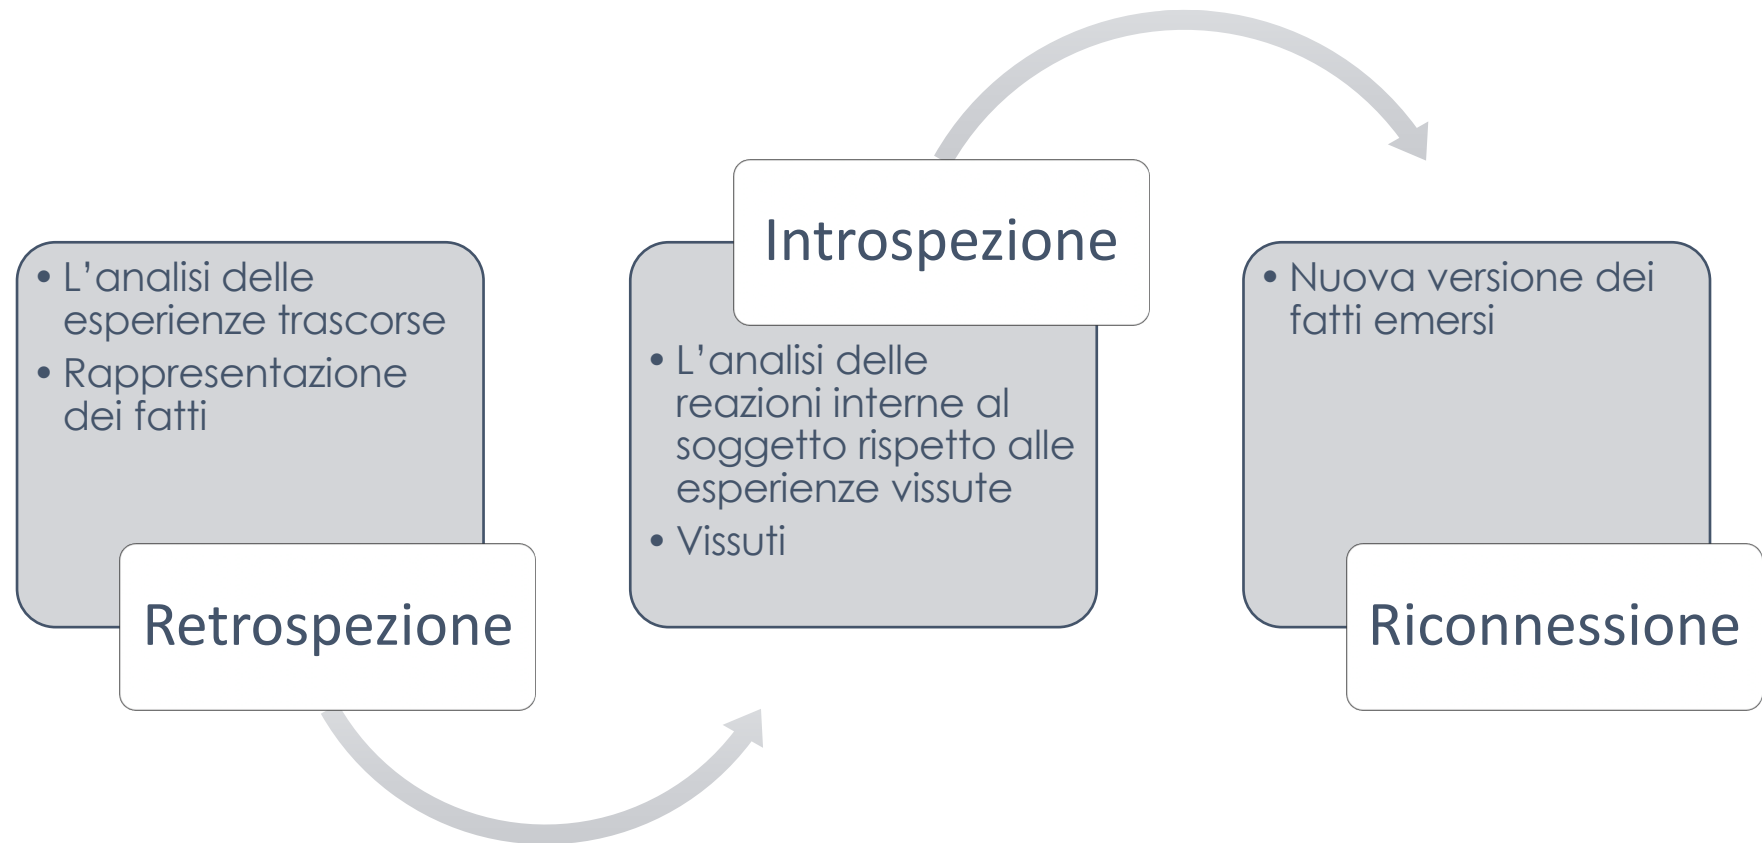 • L’analisi delle
esperienze trascorse
• Rappresentazione
dei fatti
Retrospezione
Introspezione
• L’analisi delle
reazioni interne al
soggetto rispetto alle
esperienze vissute
• Vissuti
• Nuova versione dei
fatti emersi
Riconnessione